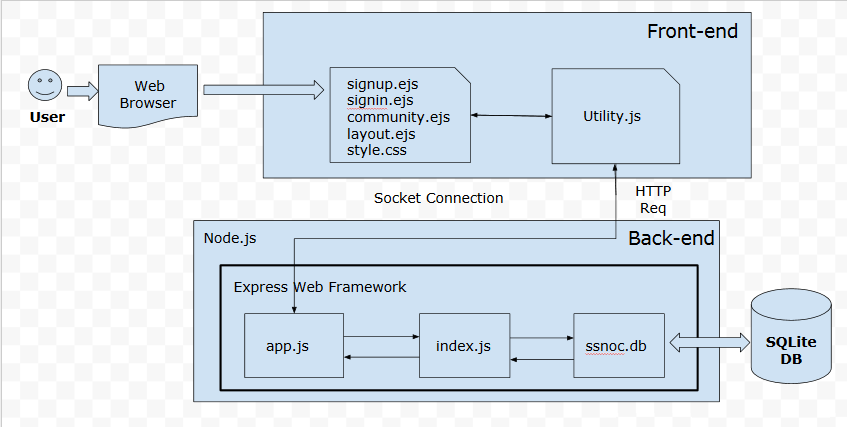 Front-end
User
Web
Browser
signup.ejs
signin.ejs
community.ejs
layout.ejs
style.css
Utility.js
Socket Connection
HTTP
Req
Node.js
Back-end
Express Web Framework
app.js
index.js
ssnoc.db
SQLite
DB